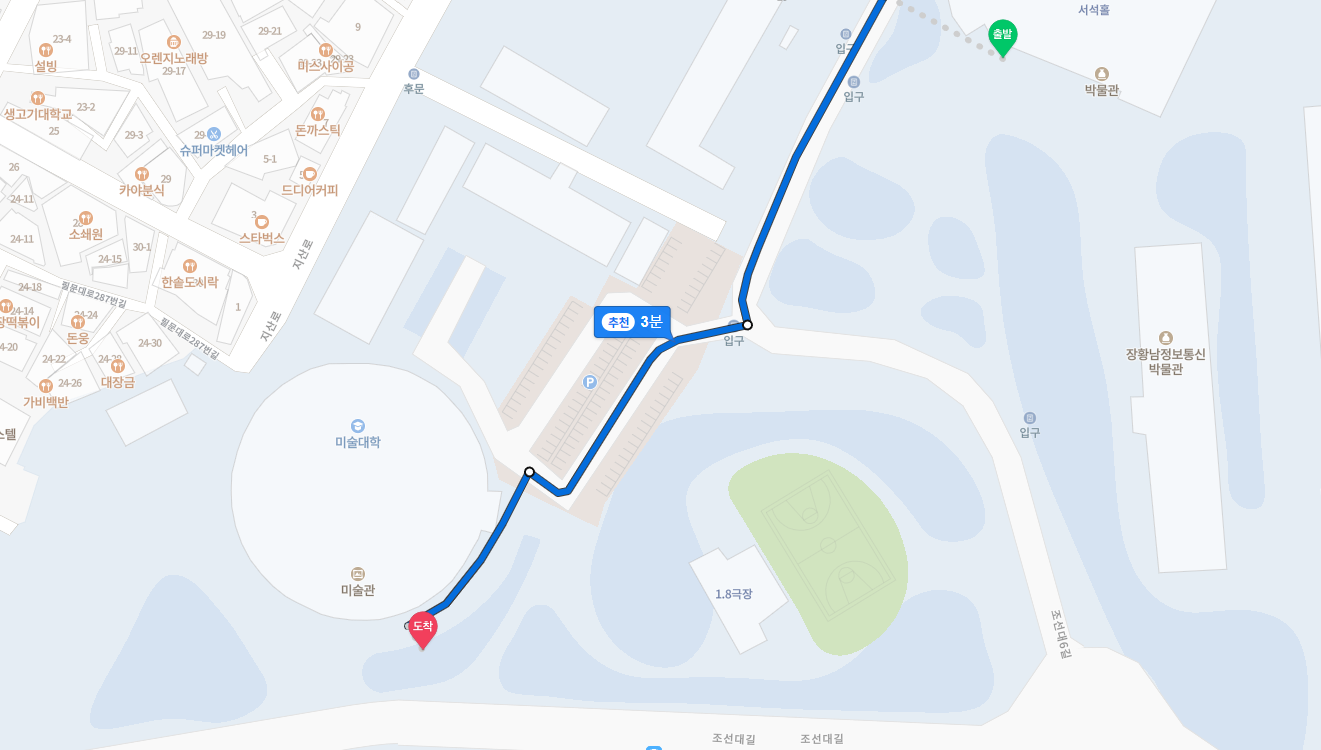 서석홀
출발
박물관
입구
입구
9
23-4
설빙
29-11
오렌지노래방
29-17
29-19
29-21
29-23
미스사이공
후문
생고기대학교
23-2
25
29-3
29
슈퍼마켓헤어
돈까스틱
7
5-1
26
24-11
카야분식
29
드디어커피
3
스타벅스
소쇄원
24-11
30-1
24-15
지산로
한솥도시락
1
24-18
필문대로287번길
24-14
24-24
돈웅
필문대로287번길
지산로
24-30
24-22
대장금
24-26
가비백반
추천 3분
입구
P
장황남정보통신
박물관
입구
미술대학
미술관
도착
1.8극장
조선대6길
조선대길
조선대길